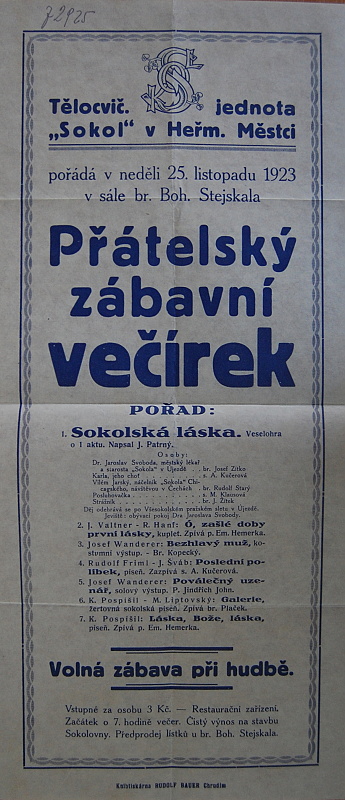 J 2925
Tělocvič. jednota
„Sokol“ v Heřm. Městci
pořádá v neděli 25. listopadu 1923
v sále br. Boh. Stejskala
Přátelský
zábavní
večírek
POŘAD:
1. Sokolská láska. Veselohra
o 1 aktu. Napsal J. Patrný.
Osoby:
Dr. Jaroslav Svoboda, městský lékař
a starosta „Sokola“ v Újezdě . . br. Josef Zítko
Karla, jeho choť . . . s. A. Kučerová
Vilém Jarský, náčelník „Sokola“ Chi-
cagského, návštěvou v Čechách . br. Rudolf Starý
Posluhovačka . . . s. M. Klausová
Strážník . . . br. J. Zítek
Děj odehrává se po Všesokolském pražském sletu v Újezdě.
Jeviště: obývací pokoj Dra Jaroslava Svobody.
2. J. Valtner - R. Hanf: Ó, zašlé doby
první lásky, kuplet. Zpívá p. Em. Hemerka.
3. Josef Wanderer: Bezhlavý muž, ko-
stumní výstup. - Br. Kopecký.
4. Rudolf Friml - J. Šváb: Poslední po-
líbek, píseň. Zazpívá s. A. Kučerová.
5. Josef Wanderer: Poválečný uze-
nář, solový výstup. P. Jindřich John.
6. K. Pospíšil - M. Liptovský: Galerie,
žertovná sokolská píseň. Zpívá br. Plaček.
7. K. Pospíšil: Láska, Bože, láska,
píseň. Zpívá p. Em. Hemerka.
Volná zábava při hudbě.
Vstupné za osobu 3 Kč. — Restaurační zařízení.
Začátek o 7. hodině večer. Čistý výnos na stavbu
Sokolovny. Předprodej lístků u br. Boh. Stejskala.
Knihtiskárna RUDOLF BAUER Chrudim